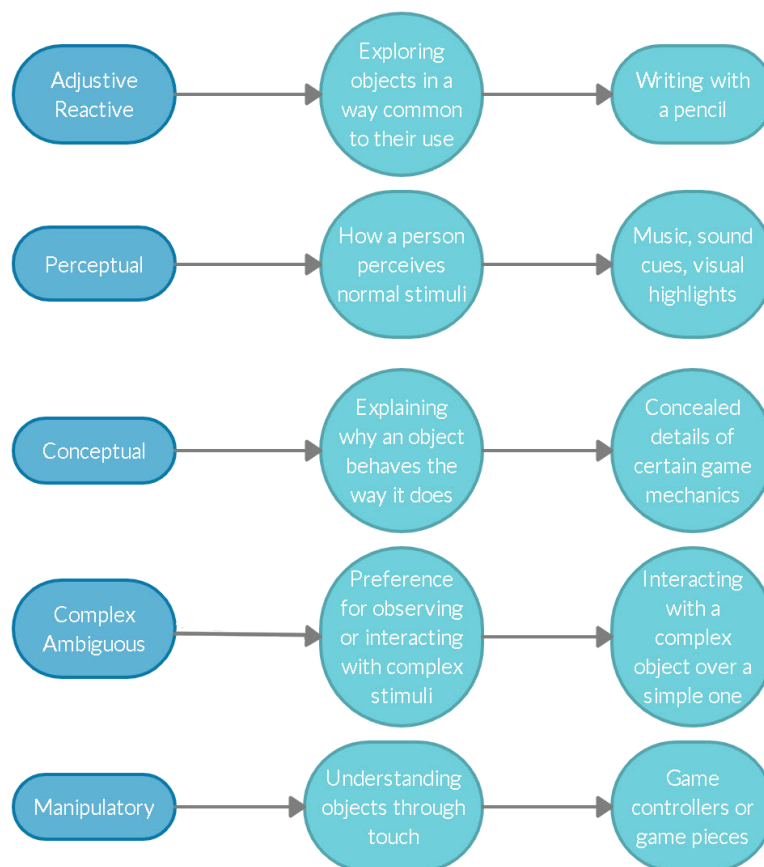 Adjustive
Reactive
Exploring
objects in a
way common
to their use
Writing with
a pencil
Perceptual
How a person
perceives
normal stimuli
Music, sound
cues, visual
highlights
Conceptual
Explaining
why an object
behaves the
way it does
Concealed
details of
certain game
mechanics
Complex
Ambiguous
Preference
for observing
or interacting
with complex
stimuli
Interacting
with a
complex
object over a
simple one
Manipulatory
Understanding
objects through
touch
Game
controllers or
game pieces